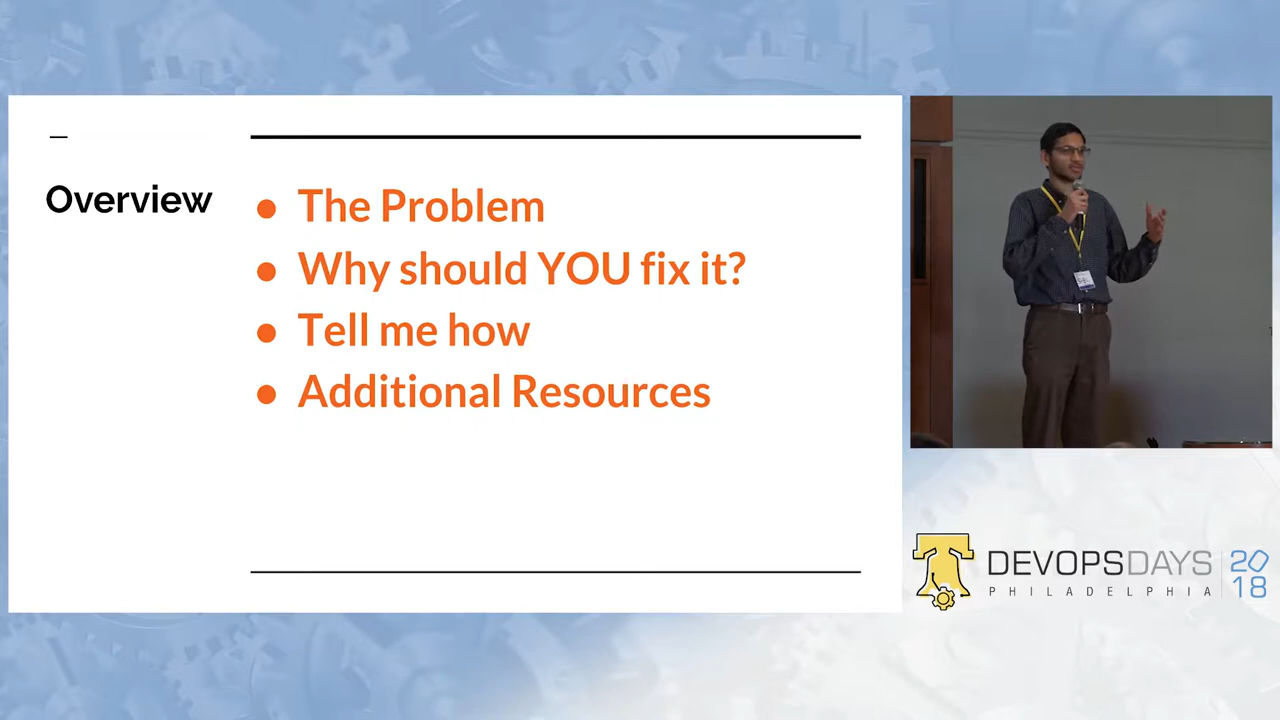 Overview
● The Problem
● Why should YOU fix it?
● Tell me how
● Additional Resources
DEVOPSDAYS
PHILADELPHIA
20
18